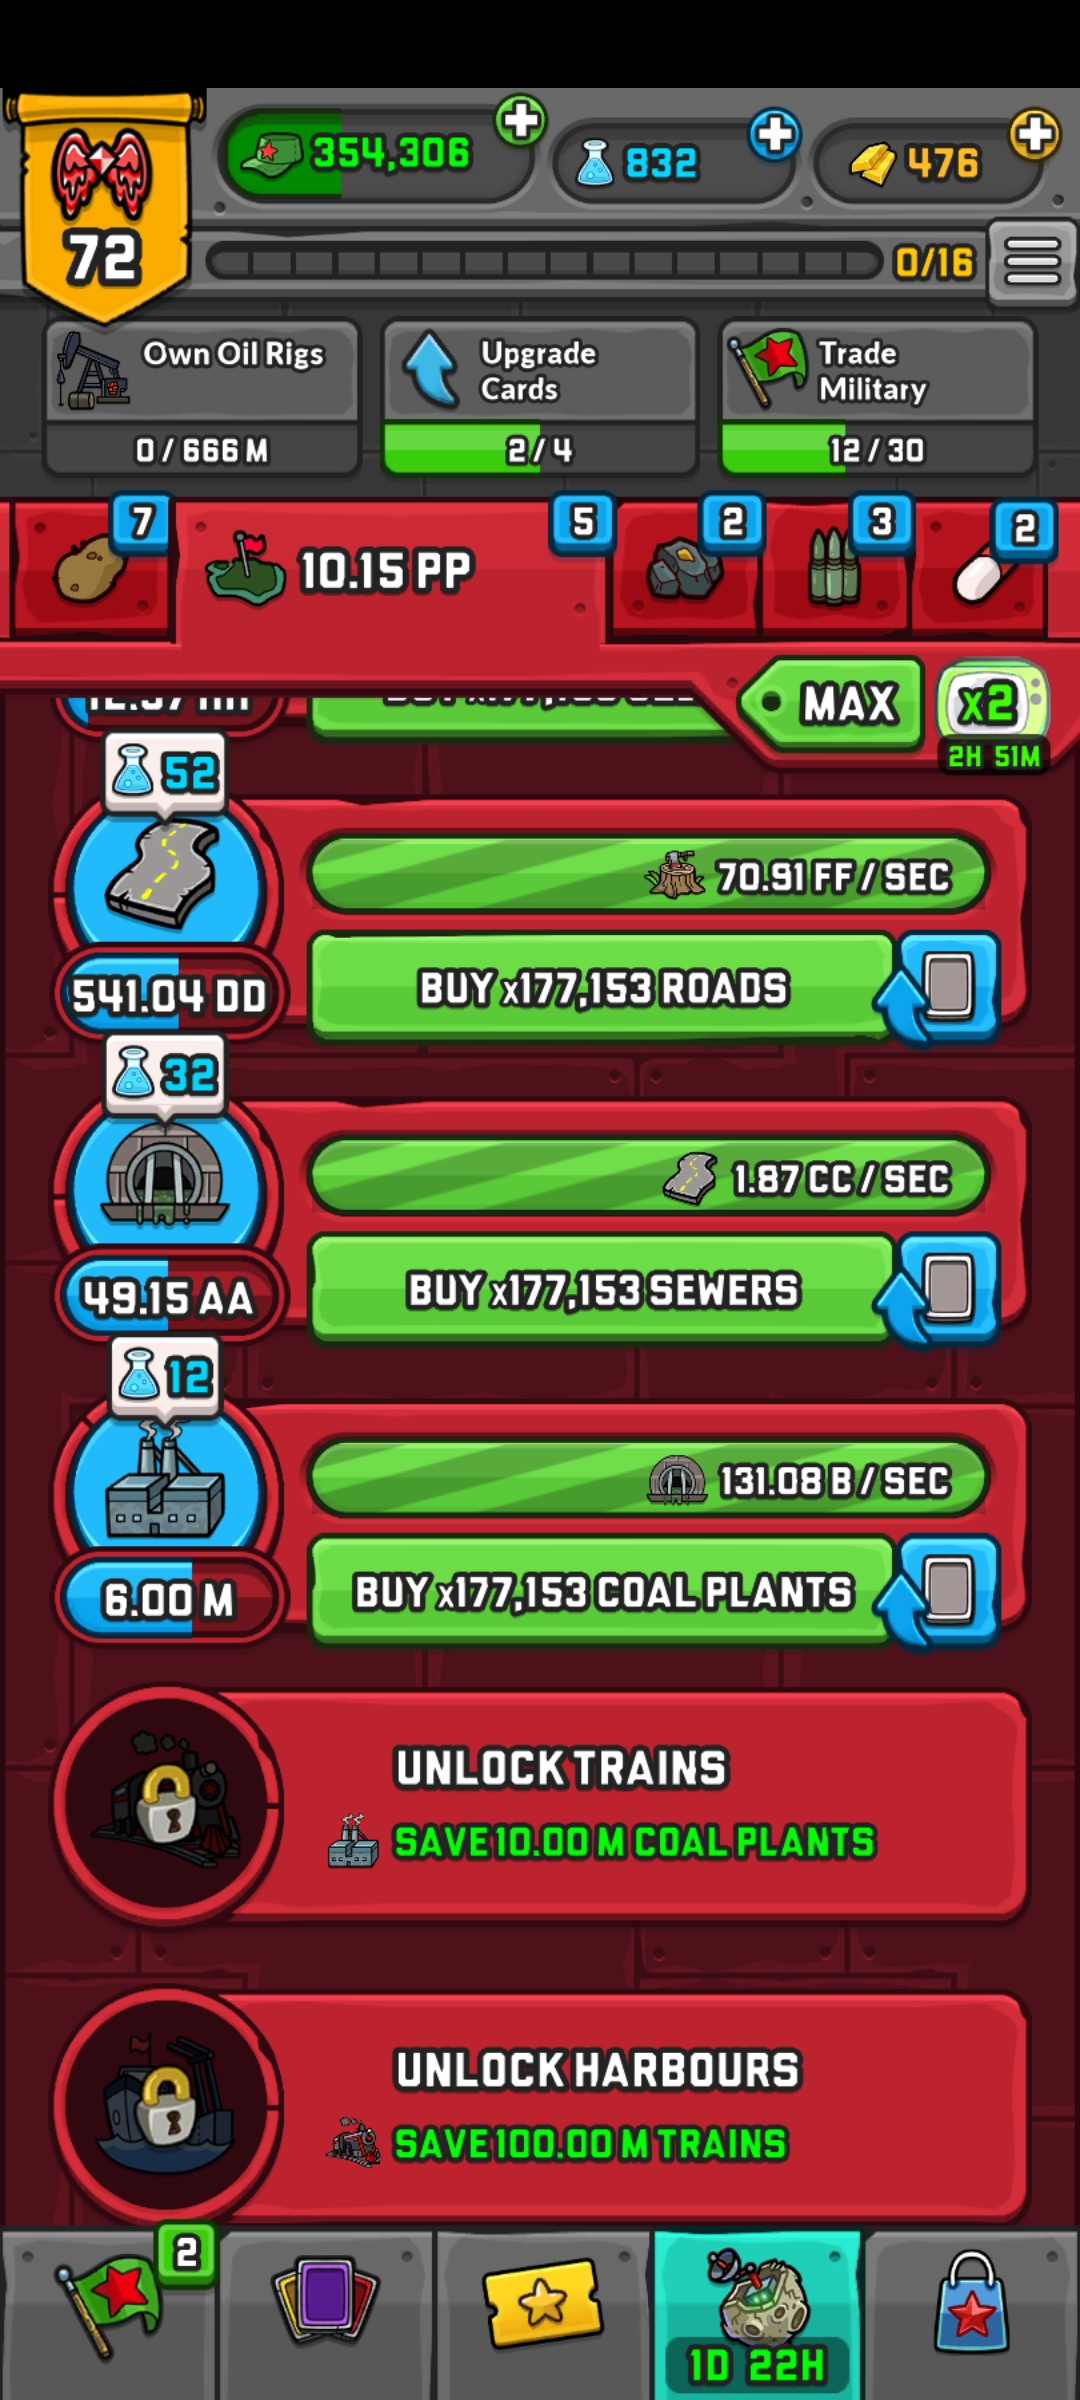 354,306
832
476
72
0/16
Own Oil Rigs
0 / 666 M
Upgrade
Cards
2 / 4
Trade
Military
12 / 30
7
10.15 PP
5
2
3
2
MAX
x2
2H 51M
52
70.91 FF / SEC
541.04 DD
BUY x177,153 ROADS
32
1.87 CC / SEC
49.15 AA
BUY x177,153 SEWERS
12
131.08 B / SEC
6.00 M
BUY x177,153 COAL PLANTS
UNLOCK TRAINS
SAVE 10.00 M COAL PLANTS
UNLOCK HARBOURS
SAVE 100.00 M TRAINS
2
1D 22H